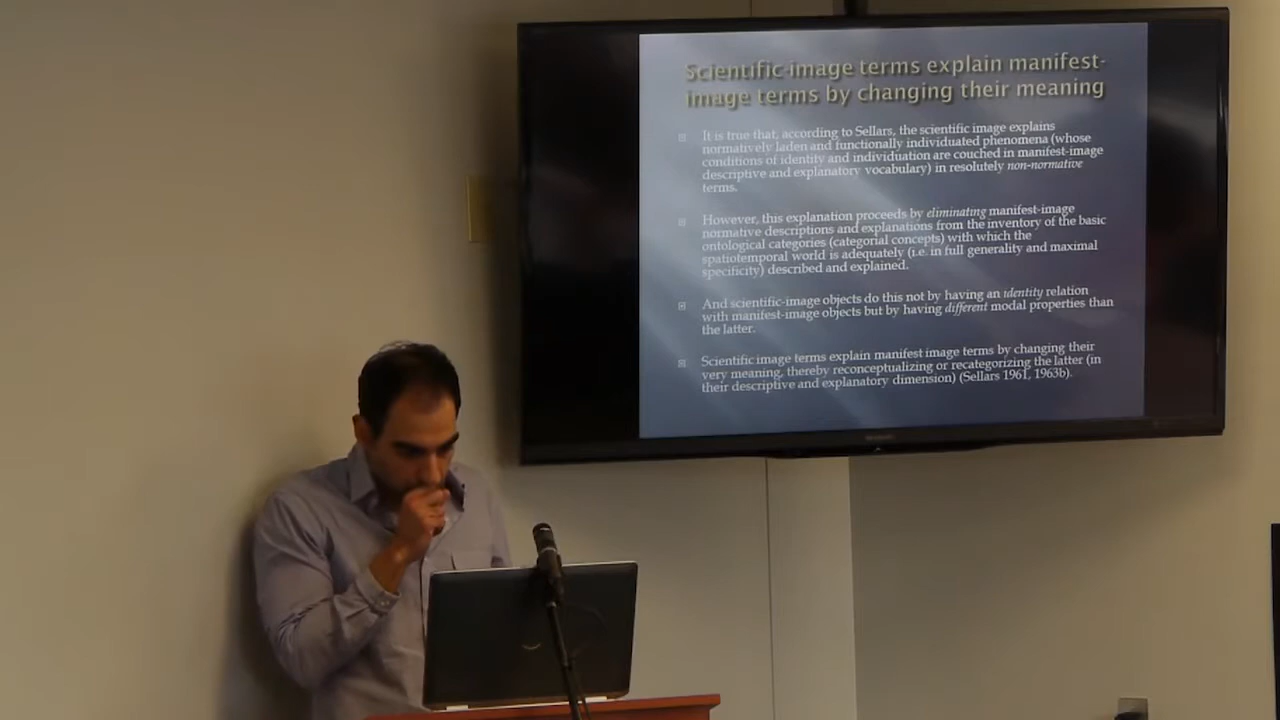 Scientific-image terms explain manifest-
image terms by changing their meaning
It is true that, according to Sellars, the scientific image explains
normatively laden and functionally individuated phenomena (whose
conditions of identity and individuation are couched in manifest-image
descriptive and explanatory vocabulary) in resolutely non-normative
terms.
However, this explanation proceeds by eliminating manifest-image
normative descriptions and explanations from the inventory of the basic
ontological categories (categorial concepts) with which the
spatiotemporal world is adequately (i.e. in full generality and maximal
specificity) described and explained.
And scientific-image objects do this not by having an identity relation
with manifest-image objects but by having different modal properties than
the latter.
Scientific image terms explain manifest image terms by changing their
very meaning, thereby reconceptualizing or recategorizing the latter (in
their descriptive and explanatory dimension) (Sellars 1961, 1963b).